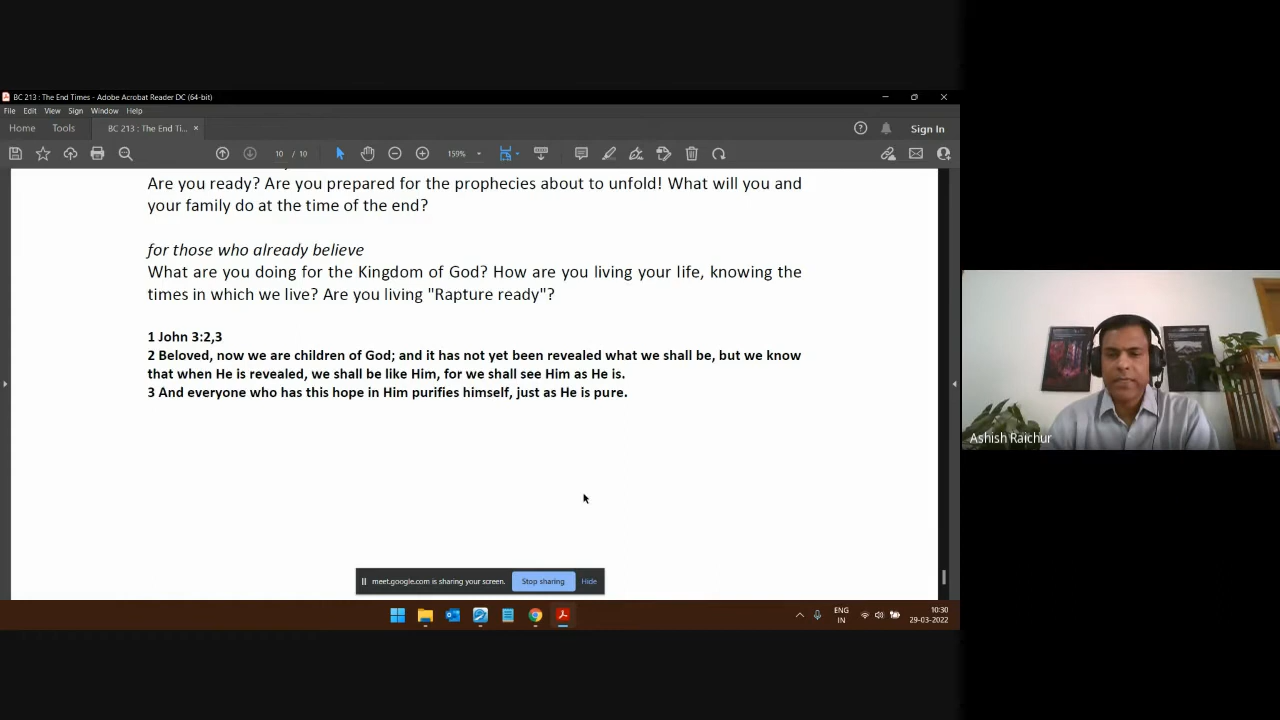 BC 213 : The End Times - Adobe Acrobat Reader DC (64-bit)
File Edit View Sign Window Help
Home Tools BC 213 : The End Ti... × Sign In
10 / 10 159%
Are you ready? Are you prepared for the prophecies about to unfold! What will you and
your family do at the time of the end?
for those who already believe
What are you doing for the Kingdom of God? How are you living your life, knowing the
times in which we live? Are you living "Rapture ready"?
1 John 3:2,3
2 Beloved, now we are children of God; and it has not yet been revealed what we shall be, but we know
that when He is revealed, we shall be like Him, for we shall see Him as He is.
3 And everyone who has this hope in Him purifies himself, just as He is pure.
Ashish Raichur
meet.google.com is sharing your screen. Stop sharing Hide
ENG 10:30
IN 29-03-2022